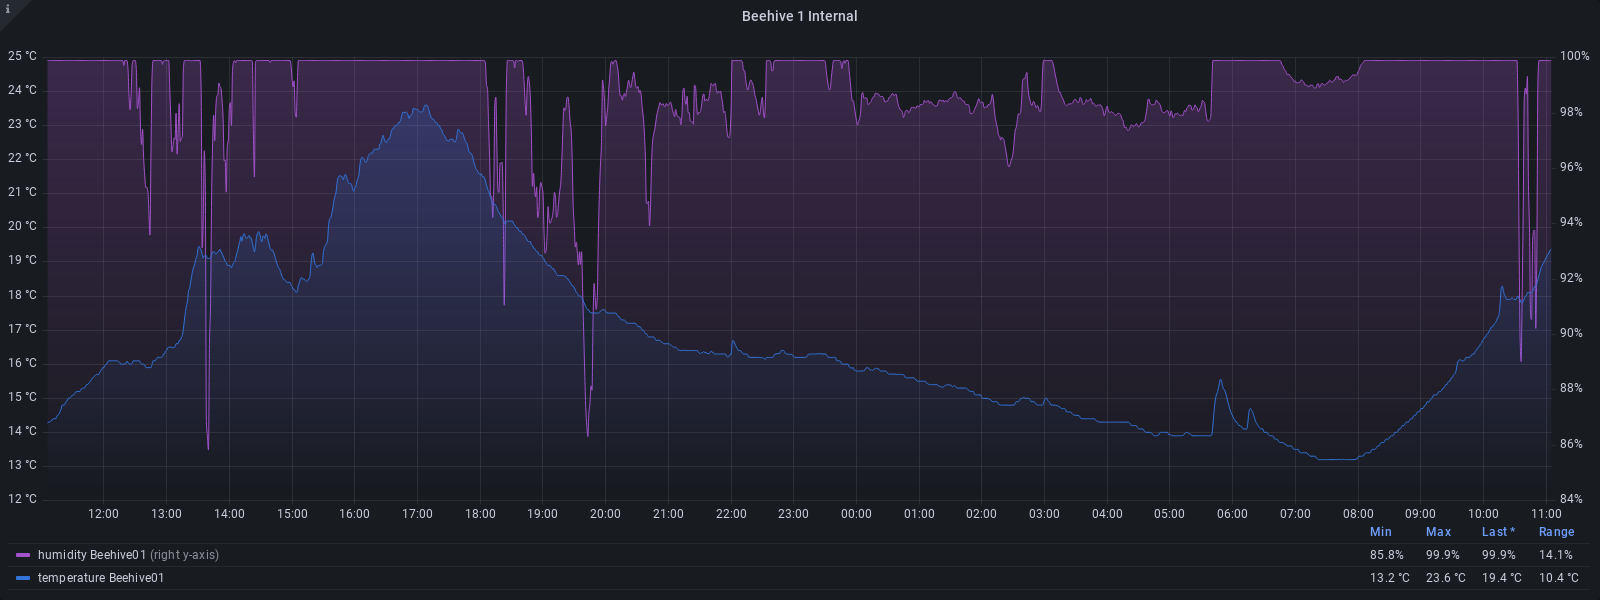 i
Beehive 1 Internal
25 °C 100%
24 °C 98%
23 °C 96%
22 °C 94%
21 °C 92%
20 °C 90%
19 °C 88%
18 °C 86%
17 °C 84%
16 °C
15 °C
14 °C
13 °C
12 °C
12:00 13:00 14:00 15:00 16:00 17:00 18:00 19:00 20:00 21:00 22:00 23:00 00:00 01:00 02:00 03:00 04:00 05:00 06:00 07:00 08:00 09:00 10:00 11:00
Min Max Last * Range
humidity Beehive01 (right y-axis) 85.8% 99.9% 99.9% 14.1%
temperature Beehive01 13.2 °C 23.6 °C 19.4 °C 10.4 °C